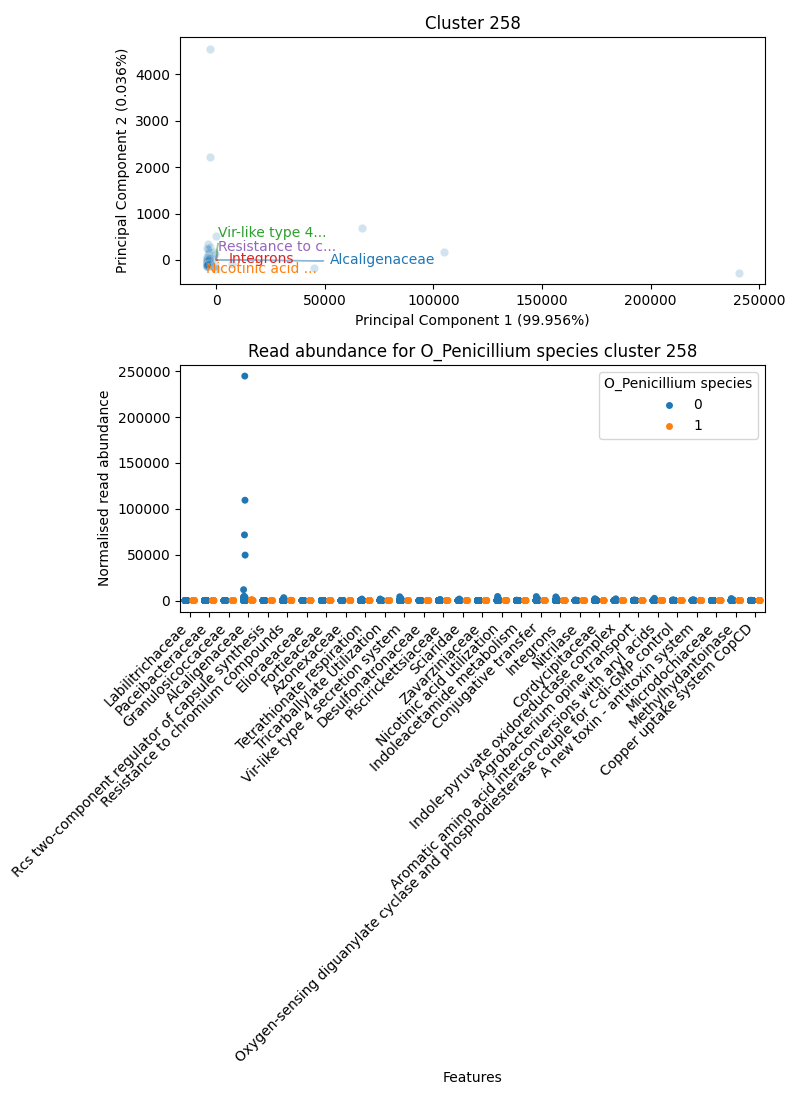 Cluster 258
Principal Component 2 (0.036%)
4000
3000
2000
1000
0
Vir-like type 4...
Resistance to c...
Integrons
Alcaligenaceae
Nicotinic acid ...
0
50000
100000
150000
200000
250000
Principal Component 1 (99.956%)
Read abundance for O_Penicillium species cluster 258
Normalised read abundance
250000
200000
150000
100000
50000
0
O_Penicillium species
0
1
Labilitrichaceae
Paceibacteraceae
Granulosicoccaceae
Alcaligenaceae
Rcs two-component regulator of capsule synthesis
Resistance to chromium compounds
Elioraeaceae
Fortieaceae
Azonexaceae
Tetrathionate respiration
Tricarballylate Utilization
Vir-like type 4 secretion system
Desulfonatronaceae
Piscirickettsiaceae
Sciaridae
Zavarziniaceae
Nicotinic acid utilization
Indoleacetamide metabolism
Conjugative transfer
Integrons
Nitrilase
Cordycipitaceae
Indole-pyruvate oxidoreductase complex
Agrobacterium opine transport
Aromatic amino acid interconversions with aryl acids
Oxygen-sensing diguanylate cyclase and phosphodiesterase couple for c-di-GMP control
A new toxin - antitoxin system
Microdochiaceae
Methylhydantoinase
Copper uptake system CopCD
Features